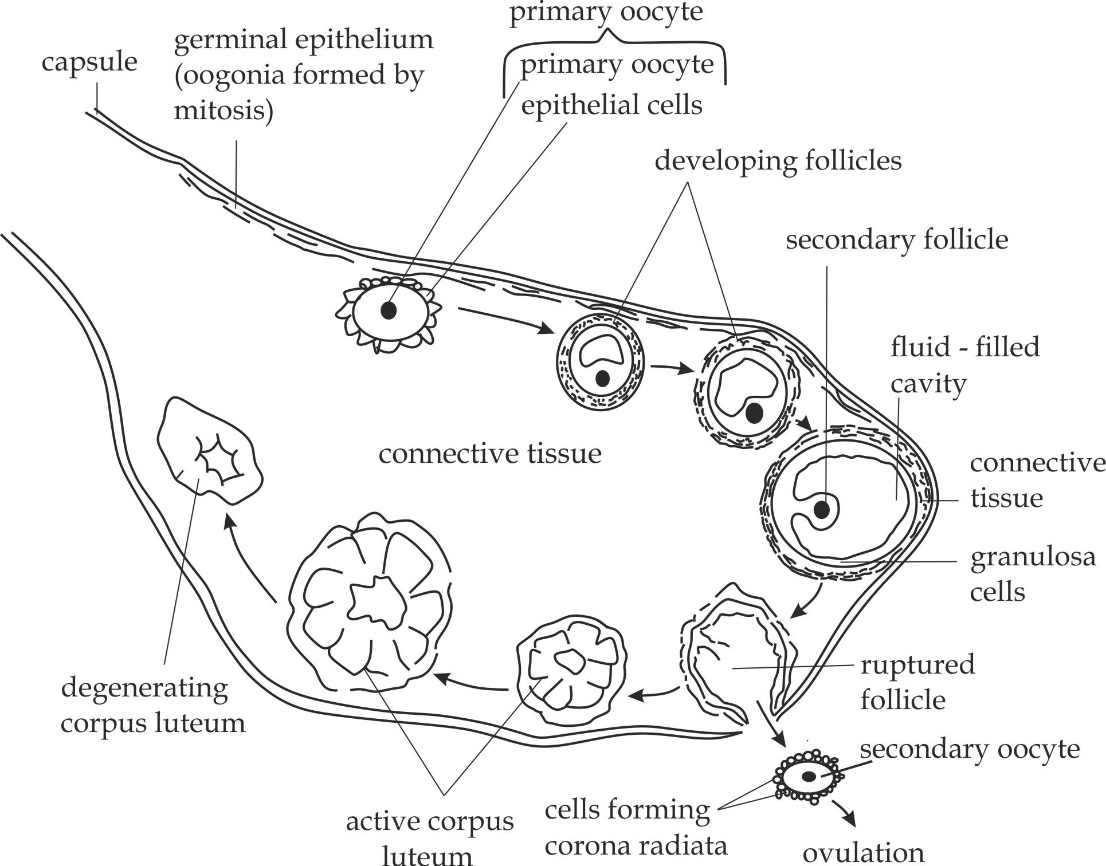 primary oocyte
germinal epithelium
(oogonia formed by
mitosis)
capsule
primary oocyte
epithelial cells
developing follicles
secondary follicle
fluid - filled
cavity
connective tissue
connective
tissue
granulosa
cells
ruptured
follicle
degenerating
corpus luteum
secondary oocyte
active corpus
luteum
cells forming
corona radiata
ovulation